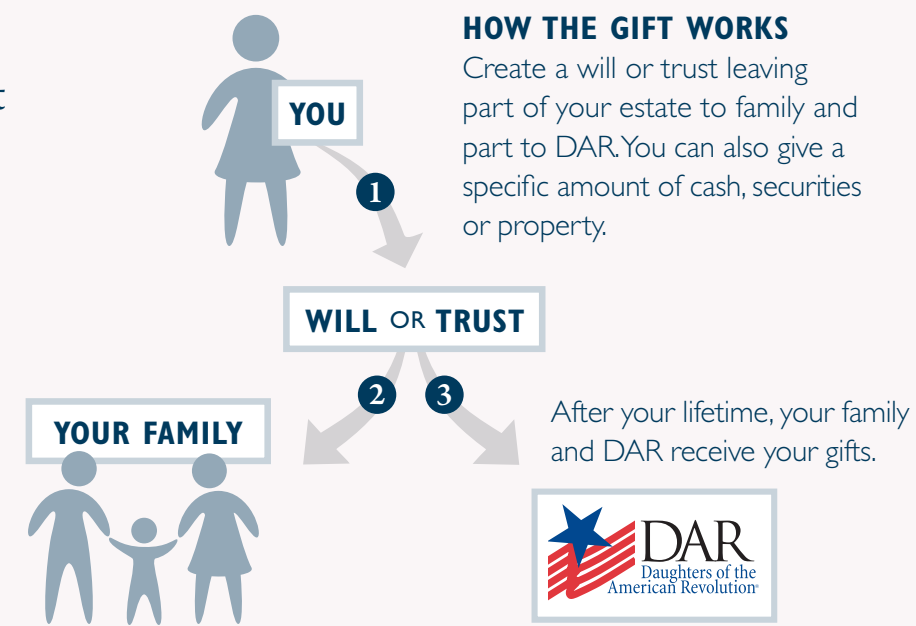 t
HOW THE GIFT WORKS
Create a will or trust leaving
part of your estate to family and
part to DAR. You can also give a
specific amount of cash, securities
or property.
YOU
1
WILL OR TRUST
2
3
YOUR FAMILY
After your lifetime, your family
and DAR receive your gifts.
DAR
Daughters of the
American Revolution®